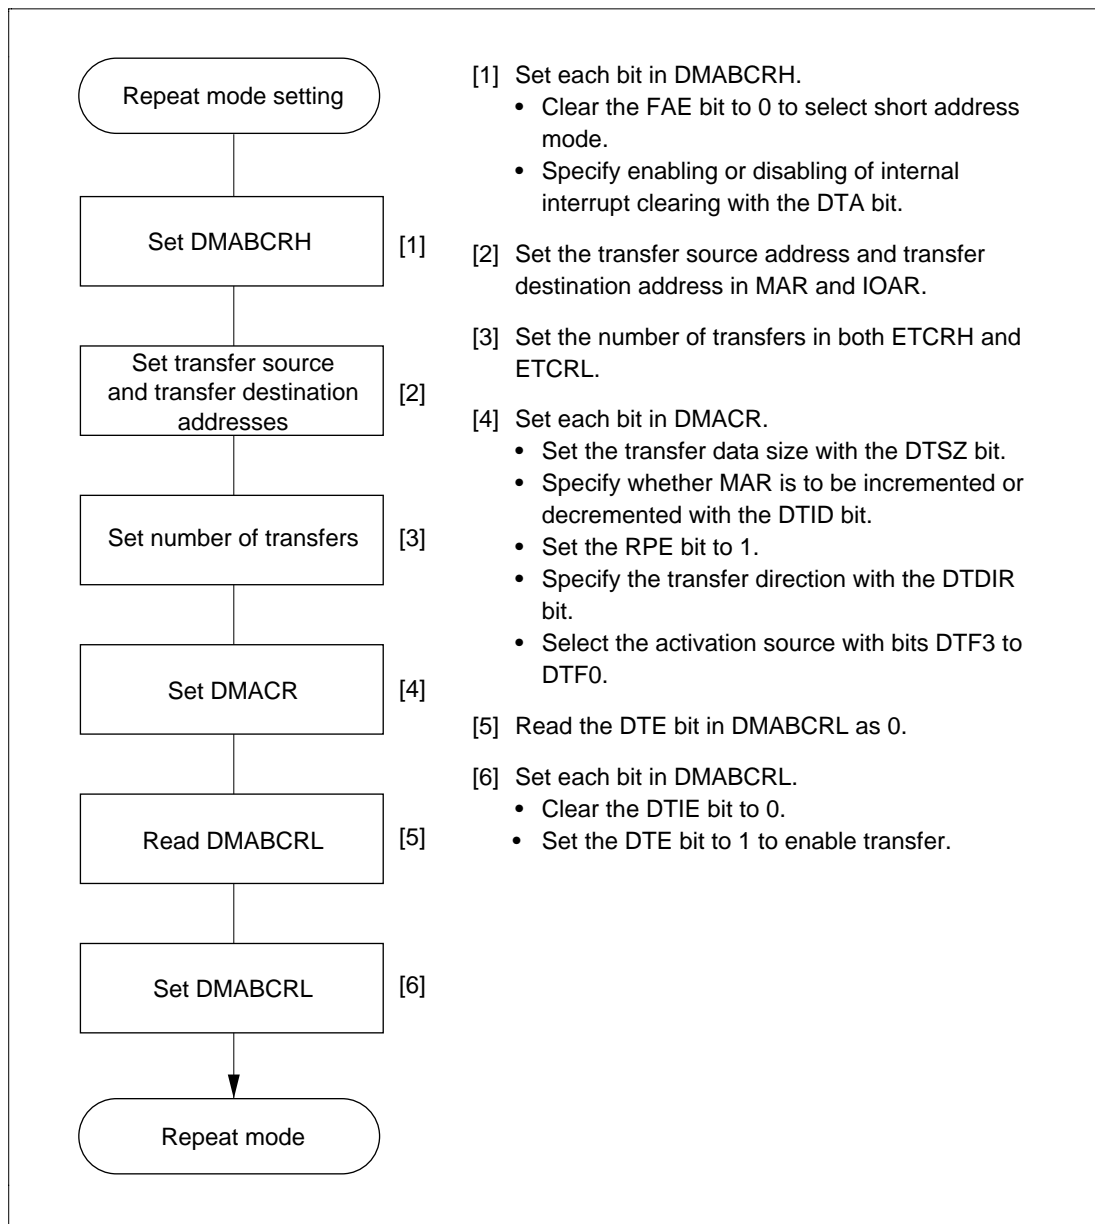 Repeat mode setting
Set DMABCRH
[1]
Set transfer source
and transfer destination
addresses
[2]
Set number of transfers
[3]
Set DMACR
[4]
Read DMABCRL
[5]
Set DMABCRL
[6]
Repeat mode
[1] Set each bit in DMABCRH.
• Clear the FAE bit to 0 to select short address
mode.
• Specify enabling or disabling of internal
interrupt clearing with the DTA bit.
[2] Set the transfer source address and transfer
destination address in MAR and IOAR.
[3] Set the number of transfers in both ETCRH and
ETCRL.
[4] Set each bit in DMACR.
• Set the transfer data size with the DTSZ bit.
• Specify whether MAR is to be incremented or
decremented with the DTID bit.
• Set the RPE bit to 1.
• Specify the transfer direction with the DTDIR
bit.
• Select the activation source with bits DTF3 to
DTF0.
[5] Read the DTE bit in DMABCRL as 0.
[6] Set each bit in DMABCRL.
• Clear the DTIE bit to 0.
• Set the DTE bit to 1 to enable transfer.